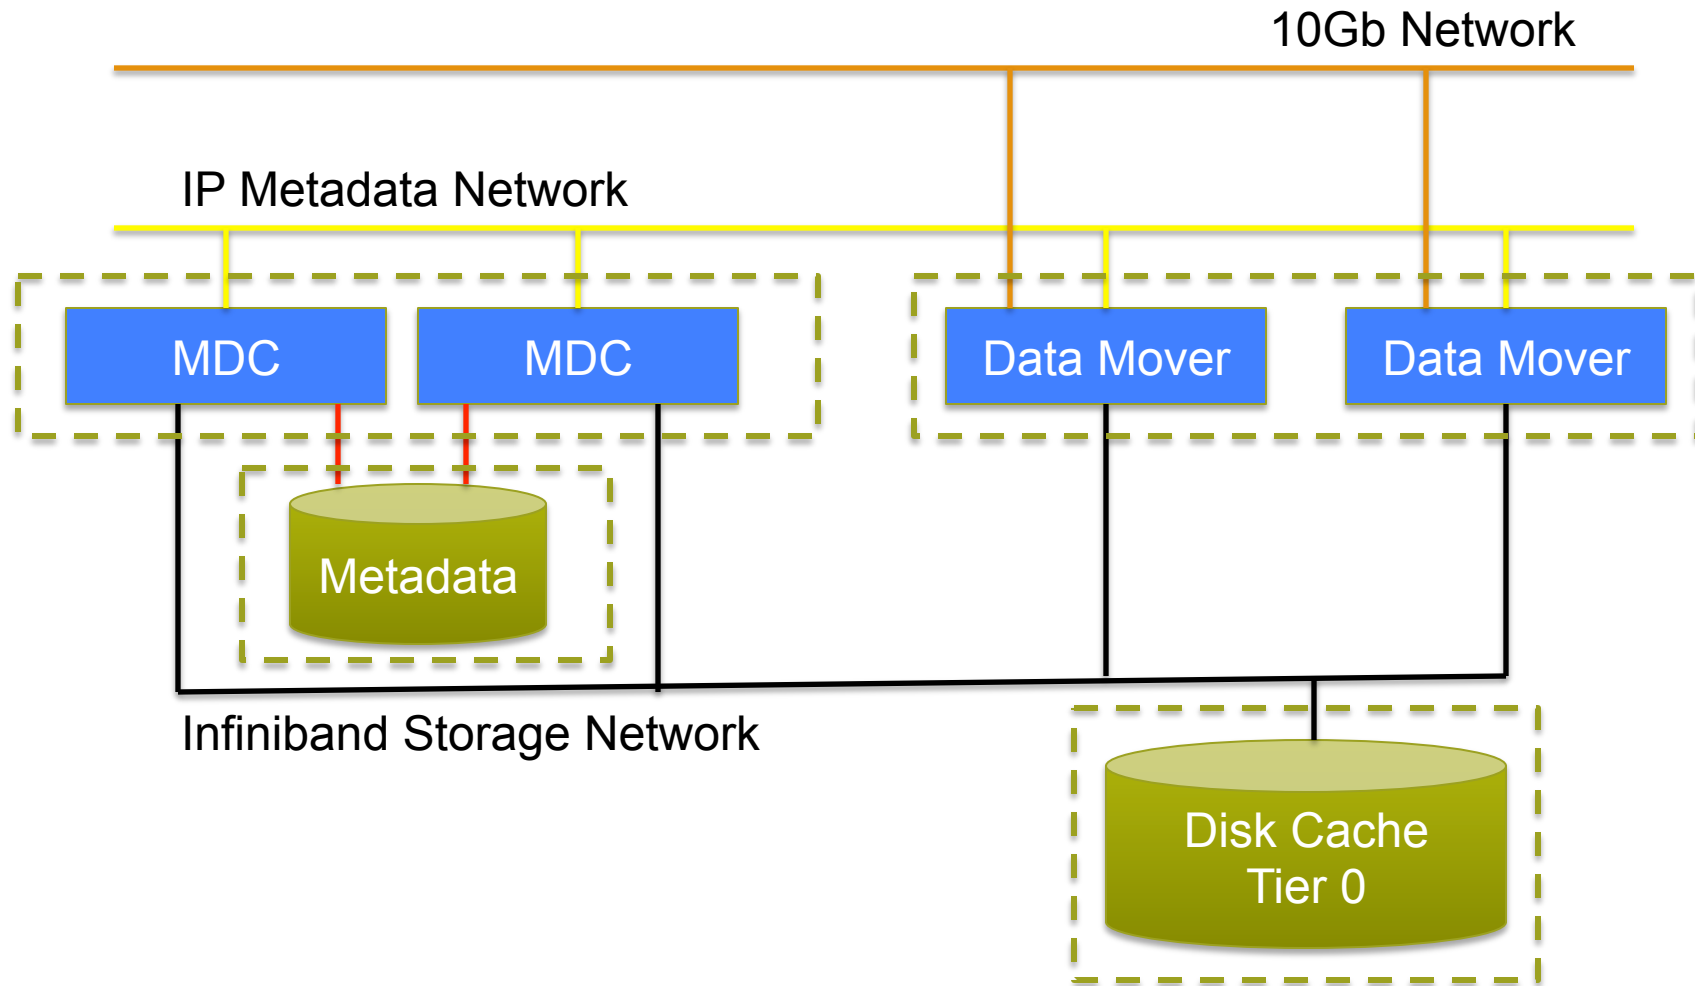 10Gb Network
IP Metadata Network
MDC
MDC
Data Mover
Data Mover
Metadata
Infiniband Storage Network
Disk Cache
Tier 0